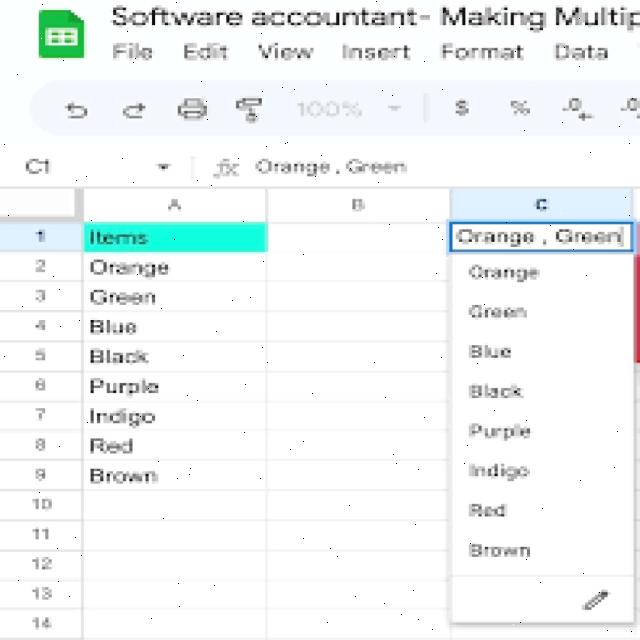 Software accountant- Making Multip
File Edit View Insert Format Data
100% $ % .0 .0
C1 fx Orange , Green
A B C
1 Items Orange , Green
2 Orange
3 Green
4 Blue
5 Black
6 Purple
7 Indigo
8 Red
9 Brown
10
11
12
13
14
Orange
Green
Blue
Black
Purple
Indigo
Red
Brown